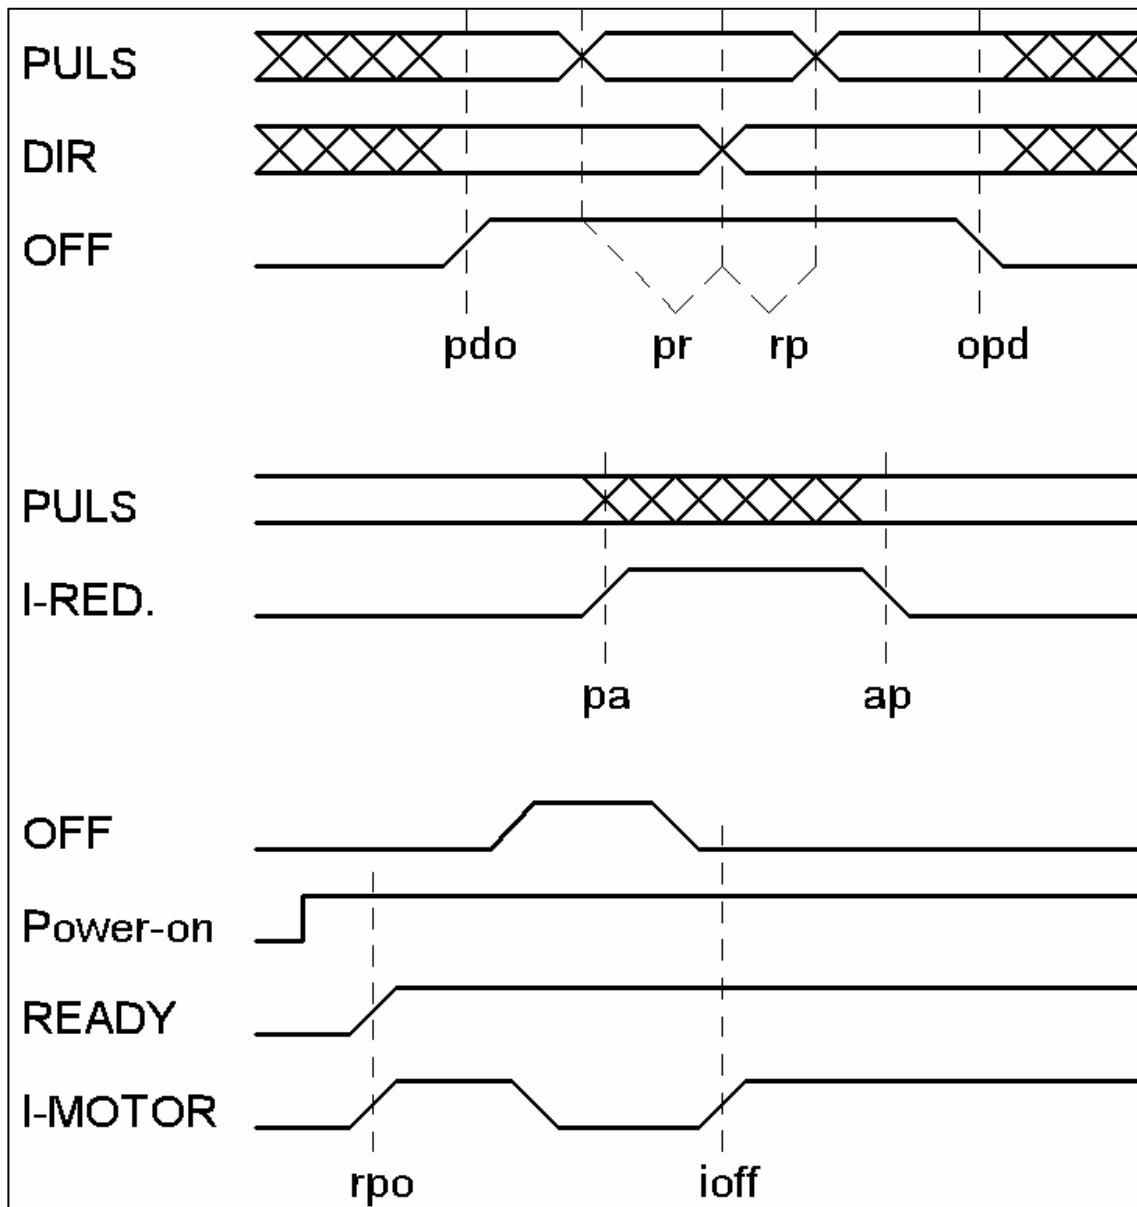 PULS
DIR
OFF
pdo pr rp opd
PULS
I-RED.
pa ap
OFF
Power-on
READY
I-MOTOR
rpo ioff